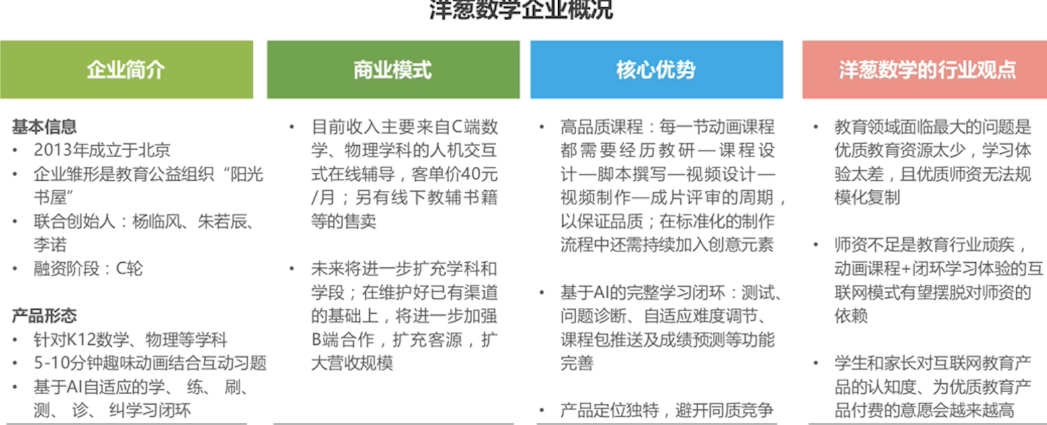 洋葱数学企业概况
企业简介
基本信息
• 2013年成立于北京
• 企业雏形是教育公益组织“阳光
书屋”
• 联合创始人：杨临风、朱若辰、
李诺
• 融资阶段：C轮
产品形态
• 针对K12数学、物理等学科
• 5-10分钟趣味动画结合互动习题
• 基于AI自适应的学、 练、 刷、
测、 诊、 纠学习闭环
商业模式
• 目前收入主要来自C端数
学、物理学科的人机交互
式在线辅导，客单价40元
/月；另有线下教辅书籍
等的售卖
• 未来将进一步扩充学科和
学段；在维护好已有渠道
的基础上，将进一步加强
B端合作，扩充客源，扩
大营收规模
核心优势
• 高品质课程：每一节动画课程
都需要经历教研—课程设
计—脚本撰写—视频设计—
视频制作—成片评审的周期，
以保证品质；在标准化的制作
流程中还需持续加入创意元素
• 基于AI的完整学习闭环：测试、
问题诊断、自适应难度调节、
课程包推送及成绩预测等功能
完善
• 产品定位独特，避开同质竞争
洋葱数学的行业观点
• 教育领域面临最大的问题是
优质教育资源太少，学习体
验太差，且优质师资无法规
模化复制
• 师资不足是教育行业顽疾，
动画课程+闭环学习体验的互
联网模式有望摆脱对师资的
依赖
• 学生和家长对互联网教育产
品的认知度、为优质教育产
品付费的意愿会越来越高